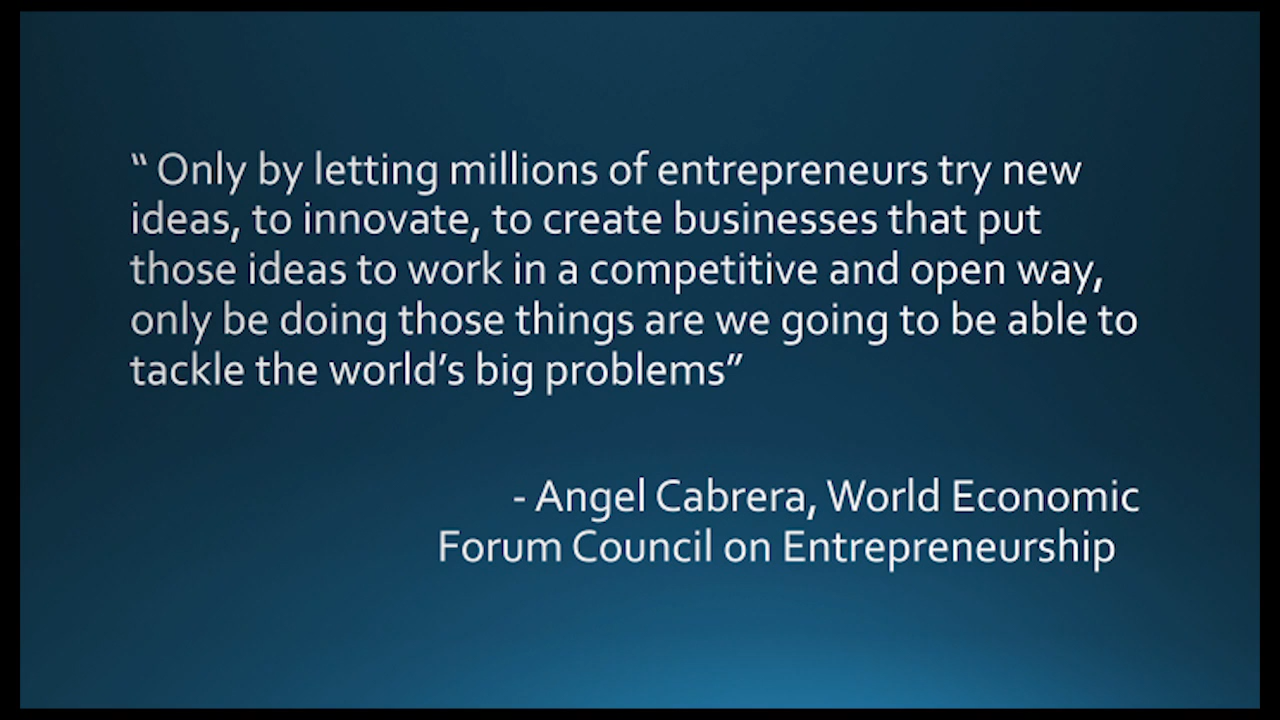 “ Only by letting millions of entrepreneurs try new
ideas, to innovate, to create businesses that put
those ideas to work in a competitive and open way,
only be doing those things are we going to be able to
tackle the world’s big problems”
- Angel Cabrera, World Economic
Forum Council on Entrepreneurship